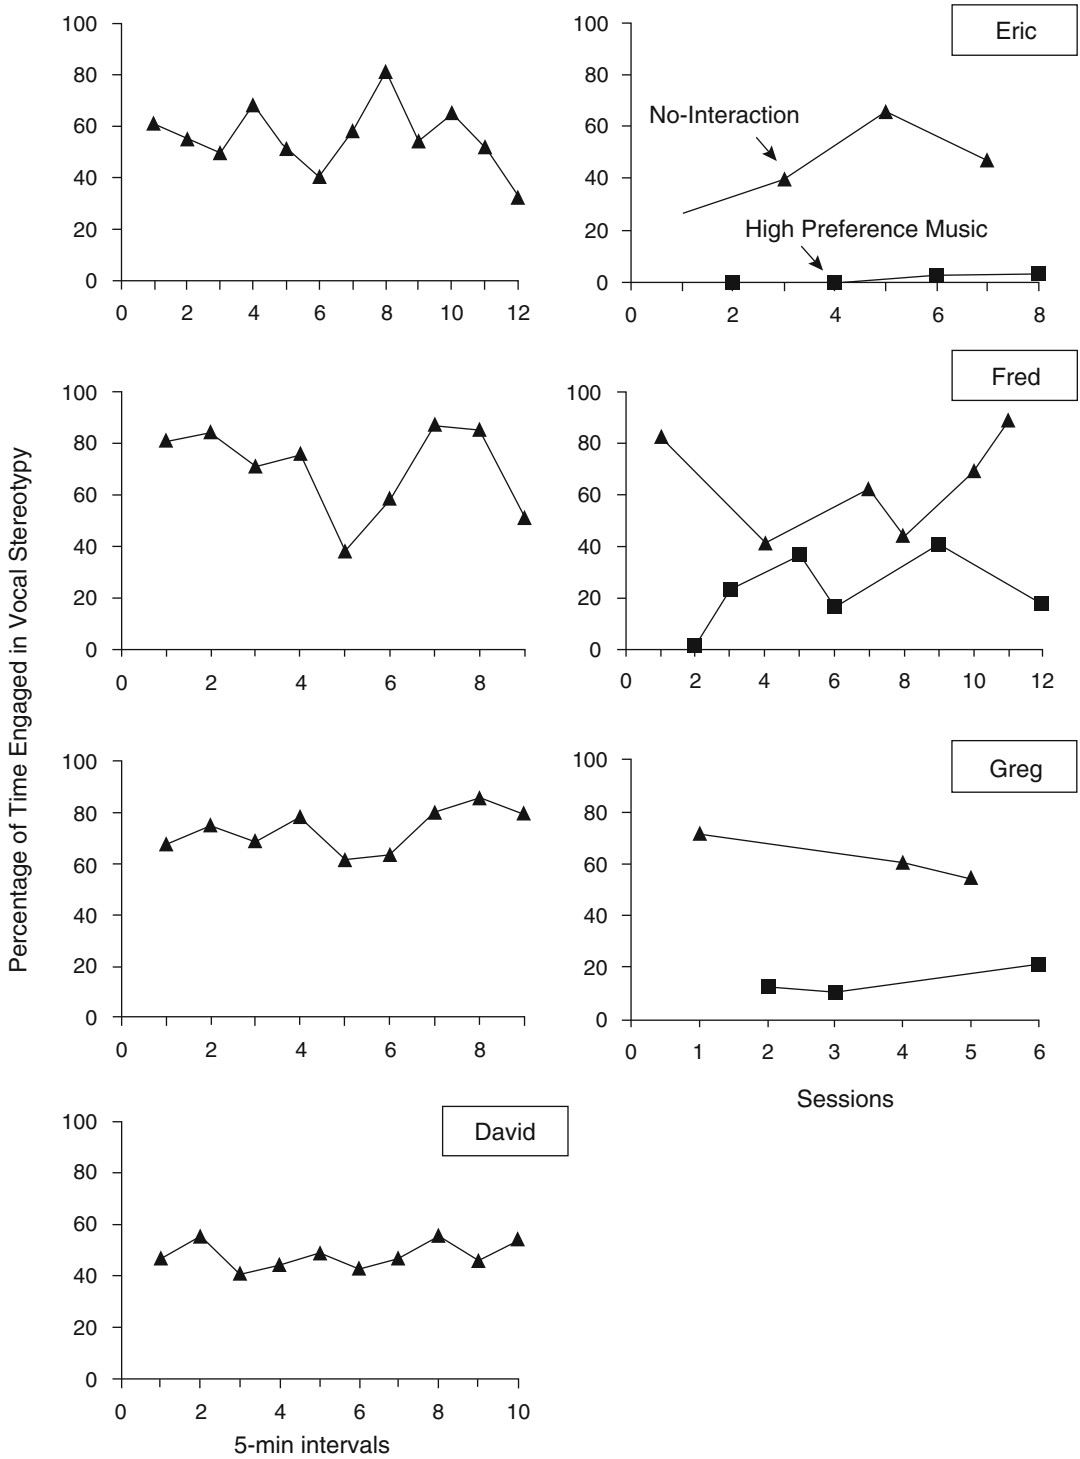 Percentage of Time Engaged in Vocal Stereotypy
100
80
60
40
20
0
0 2 4 6 8 10 12
Eric
100
80
60
40
20
0
No-Interaction
High Preference Music
0 2 4 6 8
100
80
60
40
20
0
0 2 4 6 8
Fred
100
80
60
40
20
0
0 2 4 6 8 10 12
100
80
60
40
20
0
0 2 4 6 8
Greg
100
80
60
40
20
0
0 1 2 3 4 5 6
Sessions
David
100
80
60
40
20
0
0 2 4 6 8 10
5-min intervals